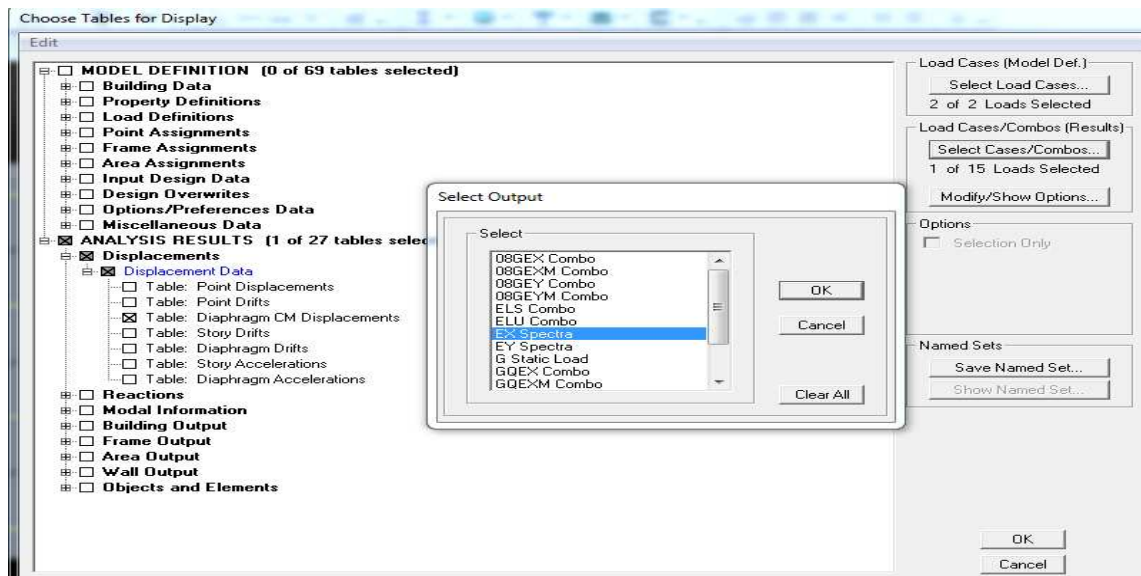 Choose Tables for Display
Edit
MODEL DEFINITION (0 of 69 tables selected)
Building Data
Property Definitions
Load Definitions
Point Assignments
Frame Assignments
Area Assignments
Input Design Data
Design Overwrites
Options/Preferences Data
Miscellaneous Data
ANALYSIS RESULTS (1 of 27 tables selec
Displacements
Displacement Data
Table: Point Displacements
Table: Point Drifts
Table: Diaphragm CM Displacements
Table: Story Drifts
Table: Diaphragm Drifts
Table: Story Accelerations
Table: Diaphragm Accelerations
Reactions
Modal Information
Building Output
Frame Output
Area Output
Wall Output
Objects and Elements
Select Output
Select
08GEX Combo
08GEXM Combo
08GEY Combo
08GEYM Combo
ELS Combo
ELU Combo
EX Spectra
EY Spectra
G Static Load
GQEX Combo
GQEXM Combo
OK
Cancel
Clear All
Load Cases (Model Def.)
Select Load Cases...
2 of 2 Loads Selected
Load Cases/Combos (Results)
Select Cases/Combos...
1 of 15 Loads Selected
Modify/Show Options...
Options
Selection Only
Named Sets
Save Named Set...
Show Named Set...
OK
Cancel